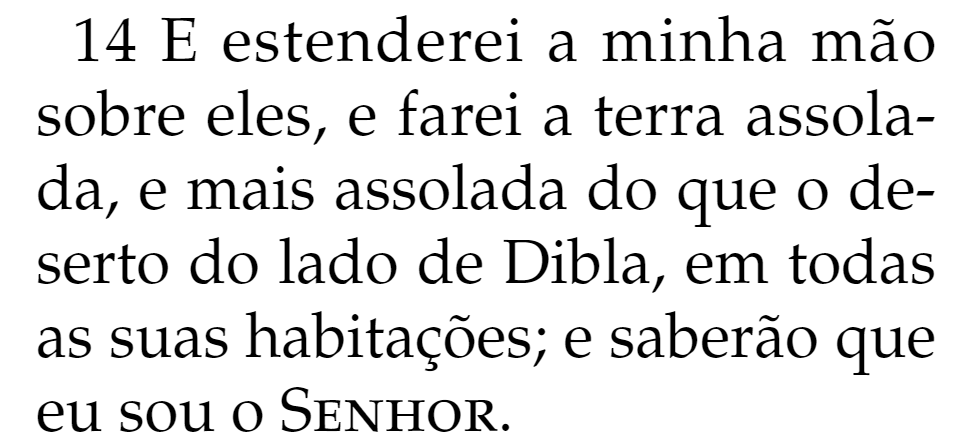 14 E estenderei a minha mão
sobre eles, e farei a terra assola-
da, e mais assolada do que o de-
serto do lado de Dibla, em todas
as suas habitações; e saberão que
eu sou o SENHOR.